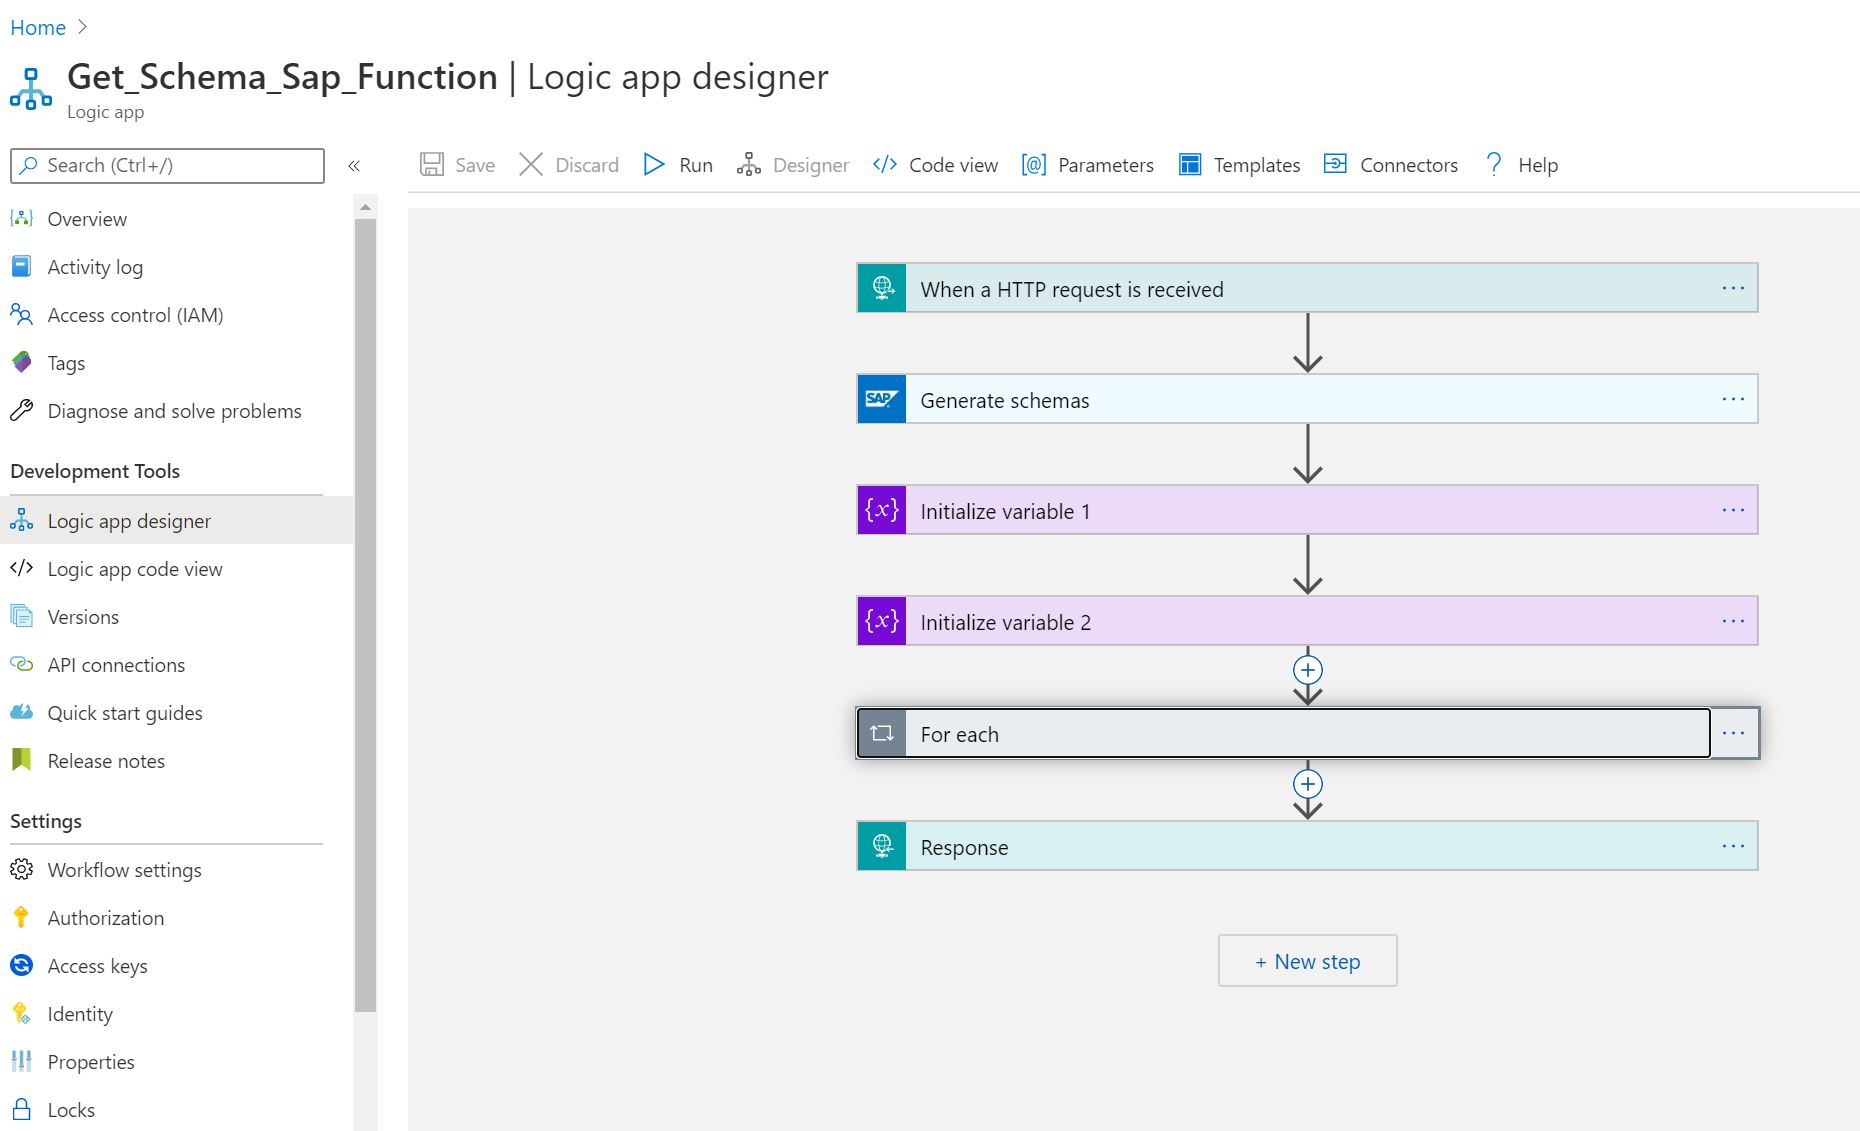 Home
Get_Schema_Sap_Function | Logic app designer
Logic app
Search (Ctrl+/)
Overview
Activity log
Access control (IAM)
Tags
Diagnose and solve problems
Development Tools
Logic app designer
Logic app code view
Versions
API connections
Quick start guides
Release notes
Settings
Workflow settings
Authorization
Access keys
Identity
Properties
Locks
Save Discard Run Designer Code view Parameters Templates Connectors Help
When a HTTP request is received
SAP Generate schemas
{x} Initialize variable 1
{x} Initialize variable 2
For each
Response
+ New step